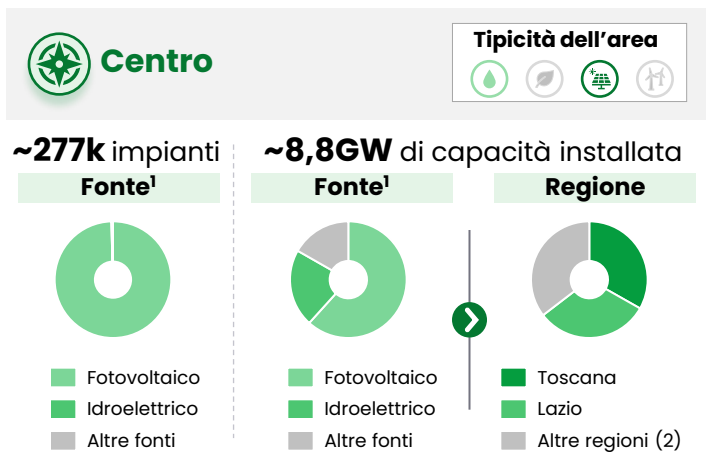 Centro
Tipicità dell’area
~277k impianti
~8,8GW di capacità installata
Fonte¹
Fonte¹
Regione
Fotovoltaico
Idroelettrico
Altre fonti
Fotovoltaico
Idroelettrico
Altre fonti
Toscana
Lazio
Altre regioni (2)